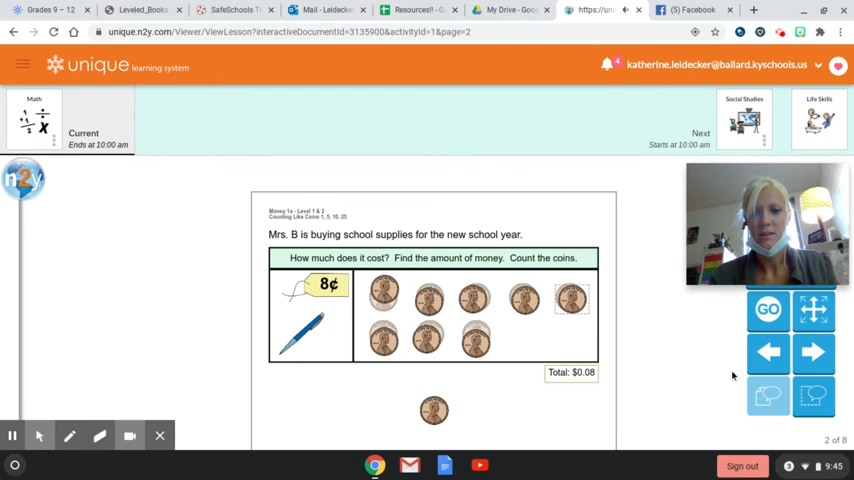 Grades 9 – 12
Leveled_Books
SafeSchools T
Mail - Leidecker
Resources!! - G
My Drive - Goog
https://uni
(5) Facebook
unique.n2y.com/Viewer/ViewLesson?interactiveDocumentId=3135900&activityId=1&page=2
unique learning system
4
katherine.leidecker@ballard.kyschools.us
Math
Current
Ends at 10:00 am
Next
Starts at 10:00 am
Social Studies
Life Skills
n2y
Money 1a - Level 1 & 2
Counting Like Coins 1, 5, 10, 25
Mrs. B is buying school supplies for the new school year.
How much does it cost? Find the amount of money. Count the coins.
8¢
Total: $0.08
GO
2 of 8
Sign out
3
9:45